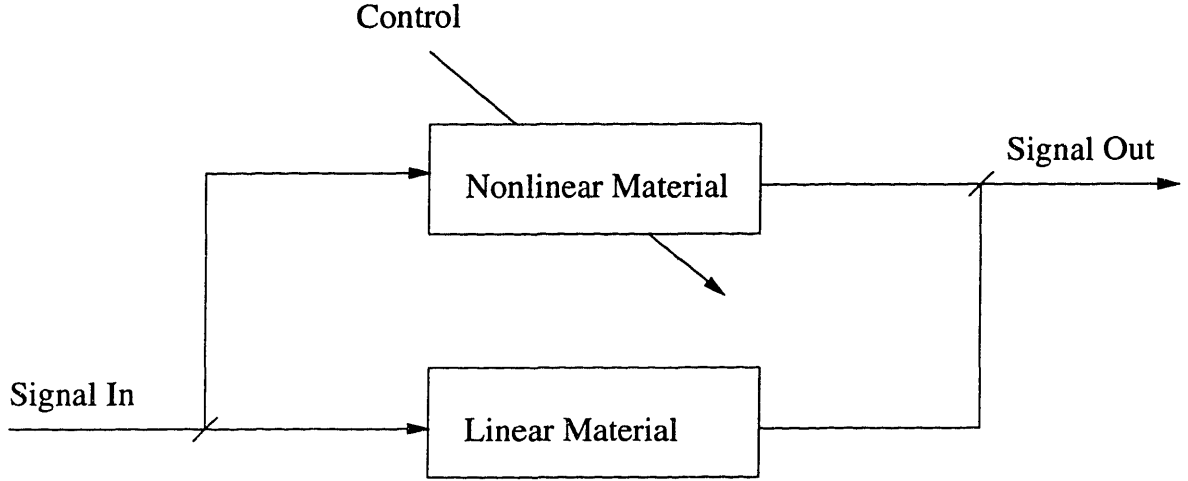 Control
Signal Out
Nonlinear Material
Signal In
Linear Material